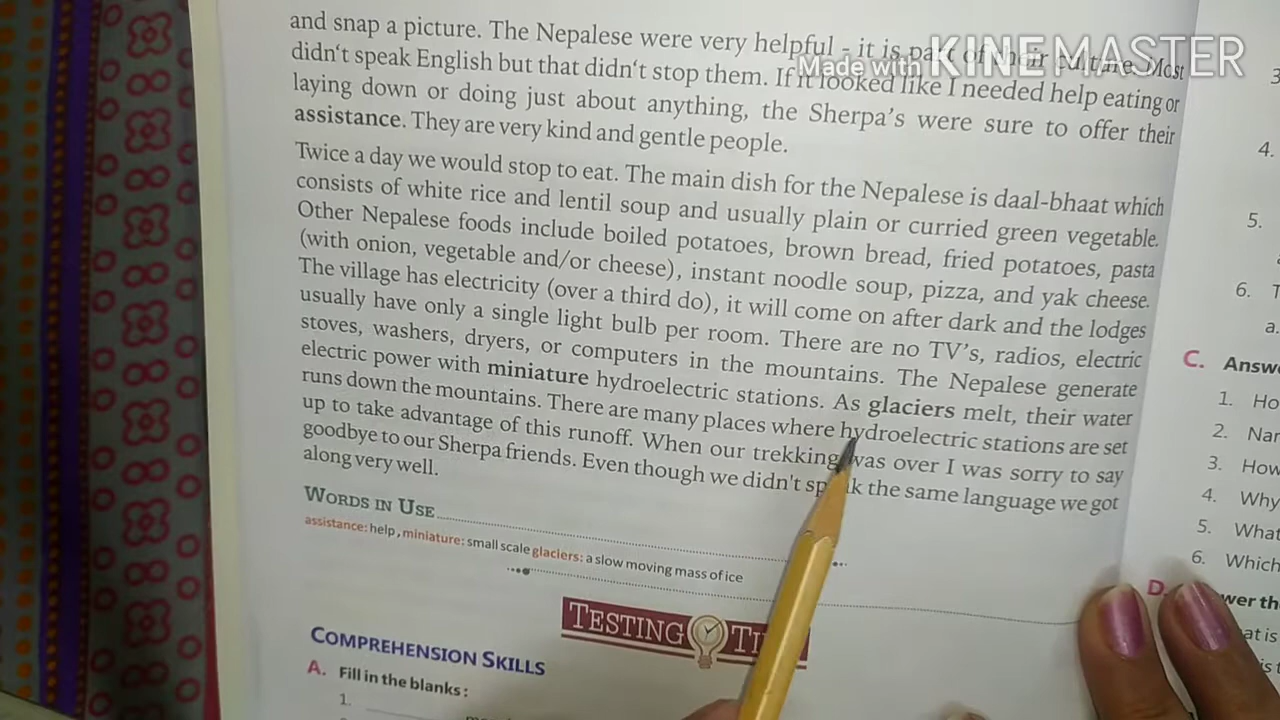 and snap a picture. The Nepalese were very helpful - it is part of their culture. Most
didn't speak English but that didn't stop them. If it looked like I needed help eating or
laying down or doing just about anything, the Sherpa's were sure to offer their
assistance. They are very kind and gentle people.
Twice a day we would stop to eat. The main dish for the Nepalese is daal-bhaat which
consists of white rice and lentil soup and usually plain or curried green vegetable.
Other Nepalese foods include boiled potatoes, brown bread, fried potatoes, pasta
(with onion, vegetable and/or cheese), instant noodle soup, pizza, and yak cheese.
The village has electricity (over a third do), it will come on after dark and the lodges
usually have only a single light bulb per room. There are no TV's, radios, electric
stoves, washers, dryers, or computers in the mountains. The Nepalese generate
electric power with miniature hydroelectric stations. As glaciers melt, their water
runs down the mountains. There are many places where hydroelectric stations are set
up to take advantage of this runoff. When our trekking was over I was sorry to say
goodbye to our Sherpa friends. Even though we didn't speak the same language we got
along very well.
WORDS IN USE
assistance: help, miniature: small scale glaciers: a slow moving mass of ice
TESTING
COMPREHENSION SKILLS
A. Fill in the blanks :
1.
Made with KINEMASTER
3
4.
5.
6. T
a.
C. Answ
1. Ho
2. Nar
3. How
4. Why
5. What
6. Which
D.